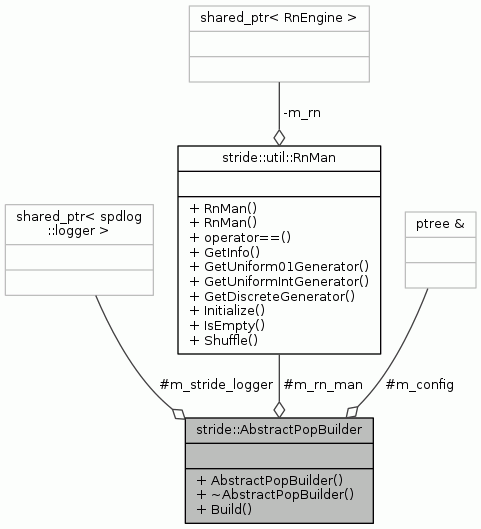 shared_ptr< RnEngine >
-m_rn
stride::util::RnMan
+ RnMan()
+ RnMan()
+ operator==()
+ GetInfo()
+ GetUniform01Generator()
+ GetUniformIntGenerator()
+ GetDiscreteGenerator()
+ Initialize()
+ IsEmpty()
+ Shuffle()
shared_ptr< spdlog
::logger >
ptree &
#m_stride_logger
#m_rn_man
#m_config
stride::AbstractPopBuilder
+ AbstractPopBuilder()
+ ~AbstractPopBuilder()
+ Build()